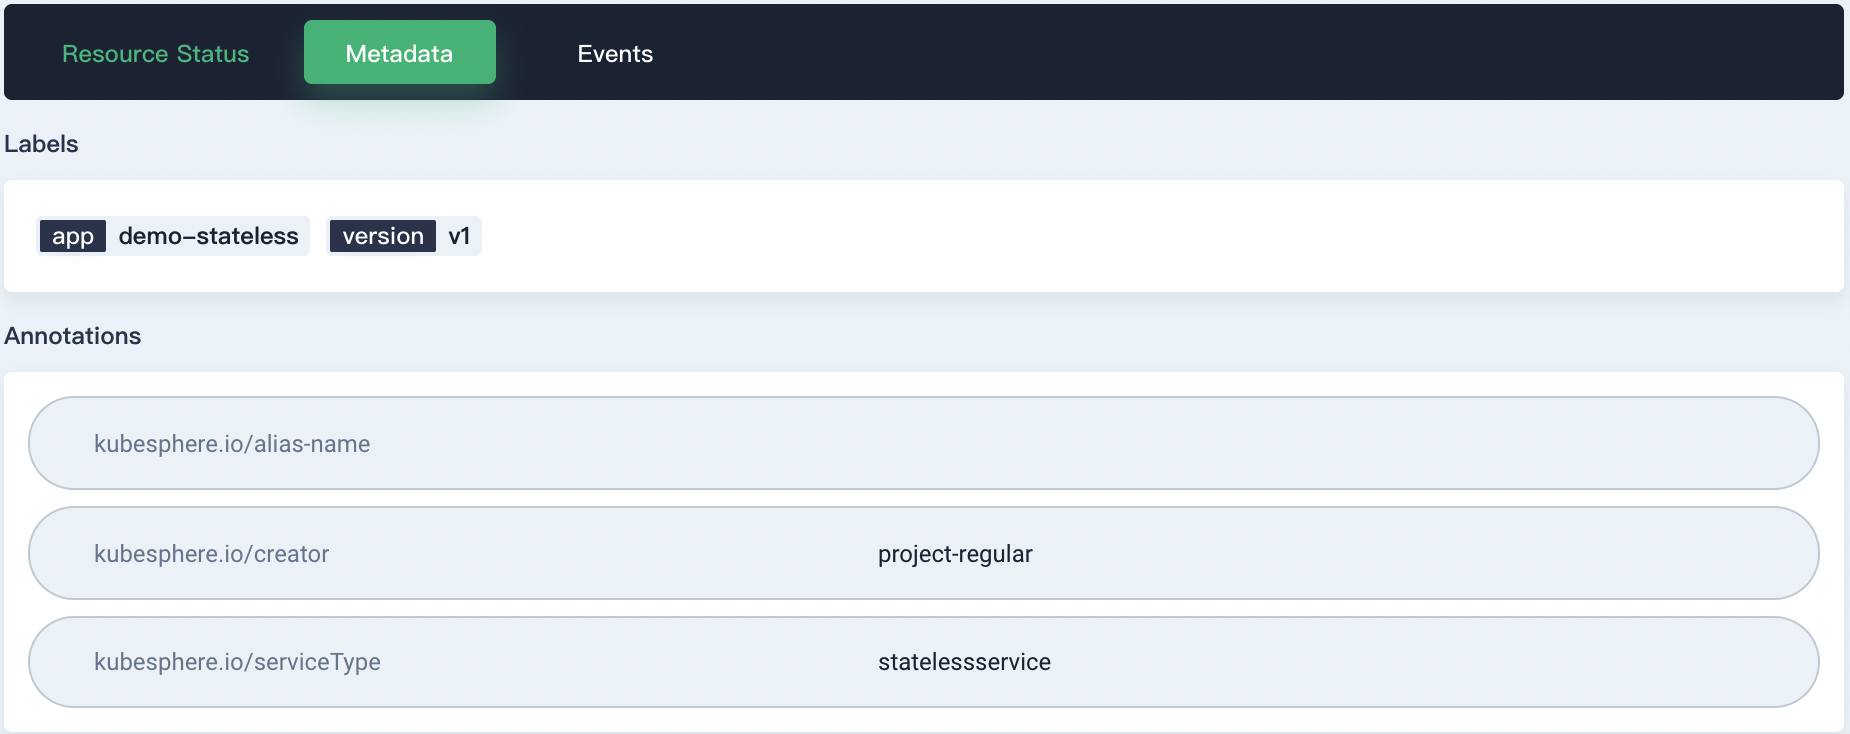 Resource Status Metadata Events
Labels
app demo-stateless version v1
Annotations
kubesphere.io/alias-name
kubesphere.io/creator project-regular
kubesphere.io/serviceType statelessservice